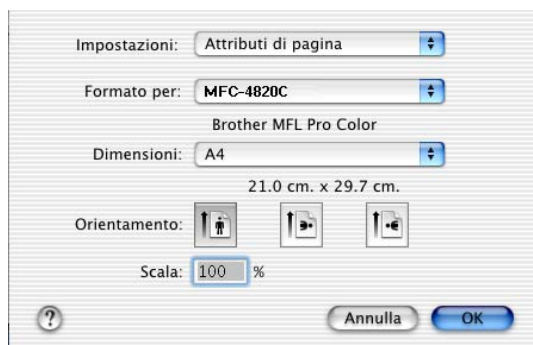 Impostazioni: Attributi di pagina
Formato per: MFC-4820C
Brother MFL Pro Color
Dimensioni: A4
21.0 cm. x 29.7 cm.
Orientamento:
Scala: 100 %
? Annulla OK